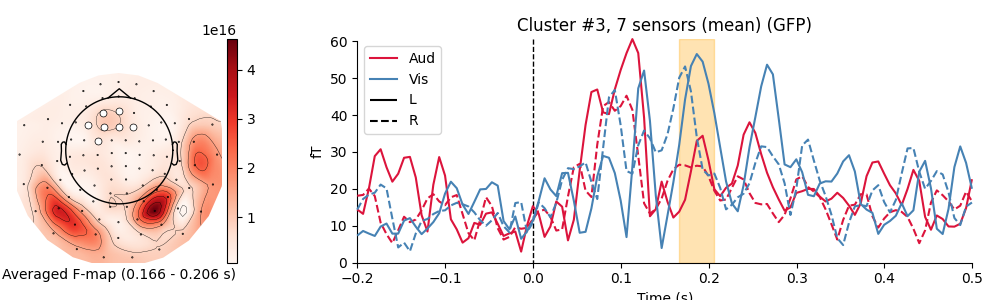 Cluster #3, 7 sensors (mean) (GFP)
1e16
4
3
2
1
Averaged F-map (0.166 - 0.206 s)
fT
60
50
40
30
20
10
0
Aud
Vis
L
R
−0.2
−0.1
0.0
0.1
0.2
0.3
0.4
0.5
Time (s)